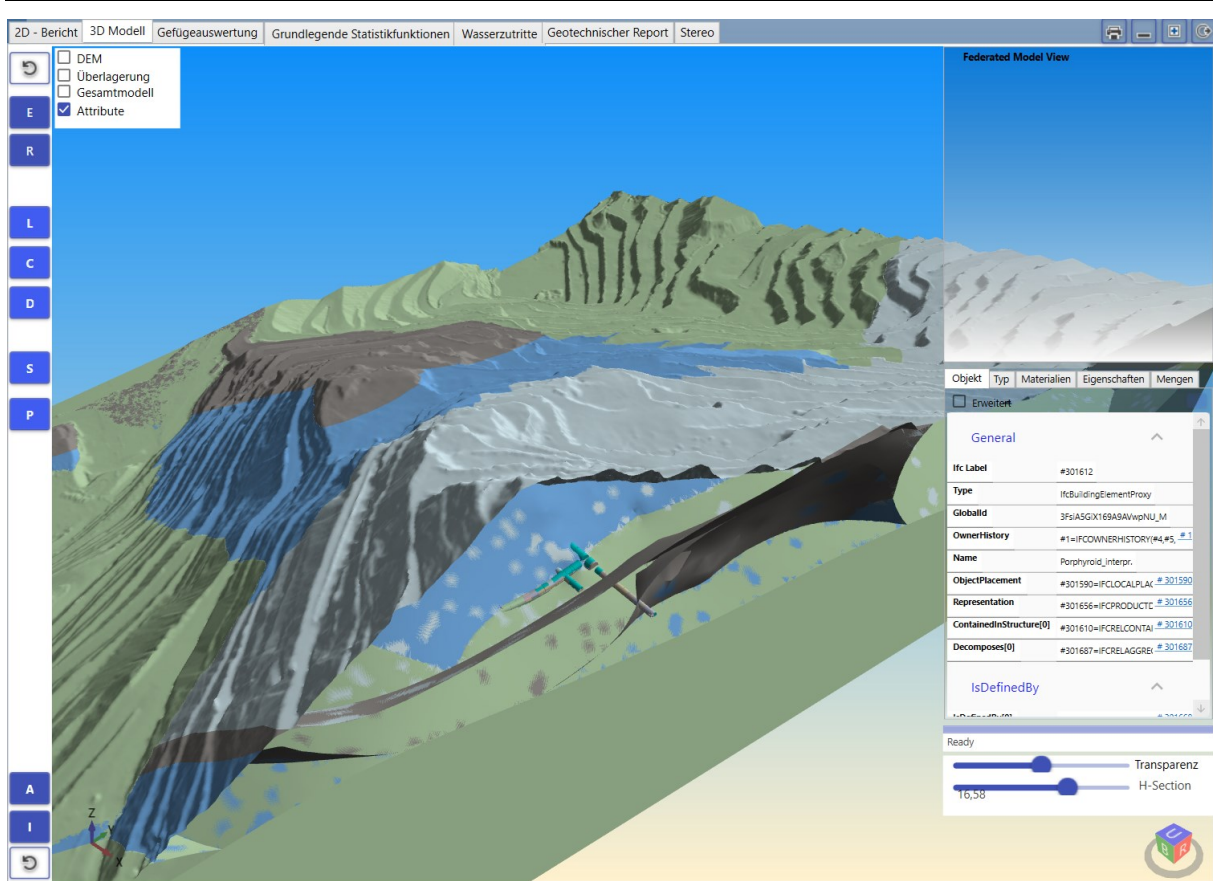 2D - Bericht 3D Modell Gefügeauswertung Grundlegende Statistikfunktionen Wasserzutritte Geotechnischer Report Stereo
DEM
Überlagerung
Gesamtmodell
Attribute
E
R
L
C
D
S
P
A
I
Federated Model View
Objekt Typ Materialien Eigenschaften Mengen
Erweitert
General
Ifc Label #301612
Type IfcBuildingElementProxy
GlobalId 3FsiA5GiX169A9AVwpNU_M
OwnerHistory #1=IFCOWNERHISTORY(#4,#5, # 1
Name Porphyroid_interpr.
ObjectPlacement #301590=IFCLOCALPLAC # 301590
Representation #301656=IFCPRODUCTD # 301656
ContainedInStructure[0] #301610=IFCRELCONTAI # 301610
Decomposes[0] #301687=IFCRELAGGRE( # 301687
IsDefinedBy
Ready
Transparenz
16,58 H-Section
Z
Y
X
U
B R